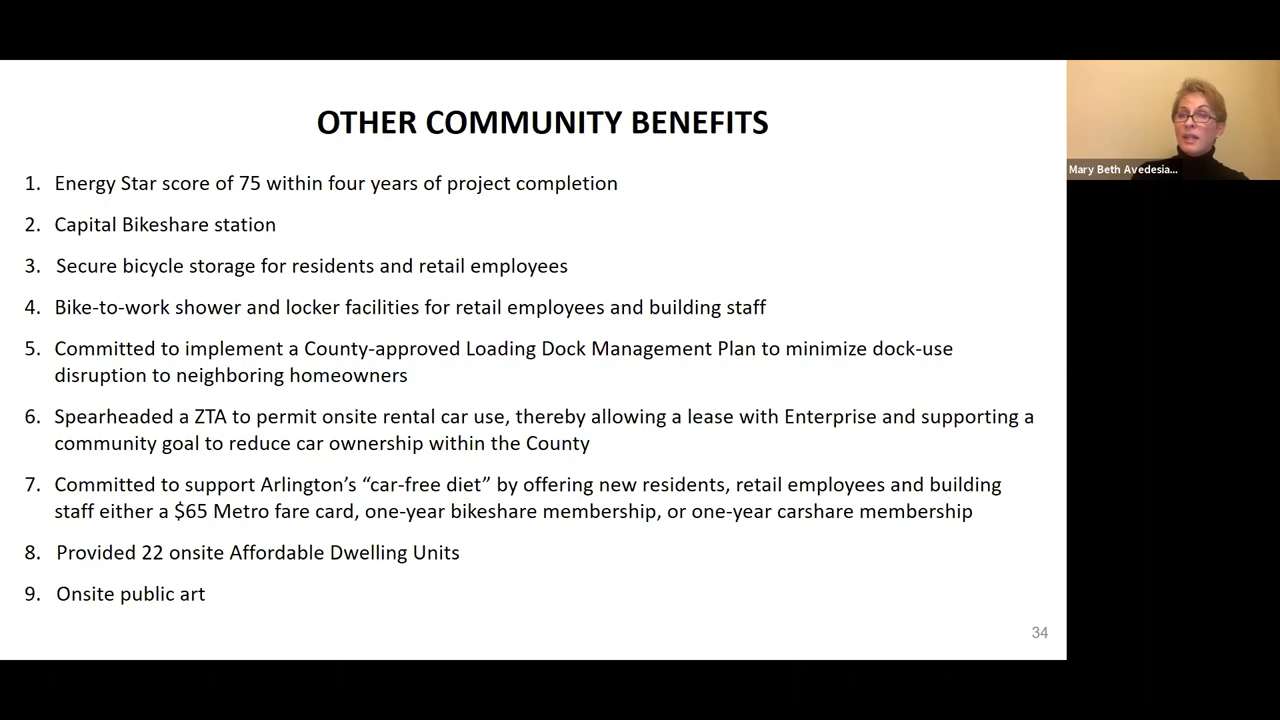 OTHER COMMUNITY BENEFITS
1. Energy Star score of 75 within four years of project completion
2. Capital Bikeshare station
3. Secure bicycle storage for residents and retail employees
4. Bike-to-work shower and locker facilities for retail employees and building staff
5. Committed to implement a County-approved Loading Dock Management Plan to minimize dock-use
disruption to neighboring homeowners
6. Spearheaded a ZTA to permit onsite rental car use, thereby allowing a lease with Enterprise and supporting a
community goal to reduce car ownership within the County
7. Committed to support Arlington’s “car-free diet” by offering new residents, retail employees and building
staff either a $65 Metro fare card, one-year bikeshare membership, or one-year carshare membership
8. Provided 22 onsite Affordable Dwelling Units
9. Onsite public art
34
Mary Beth Avedesia...